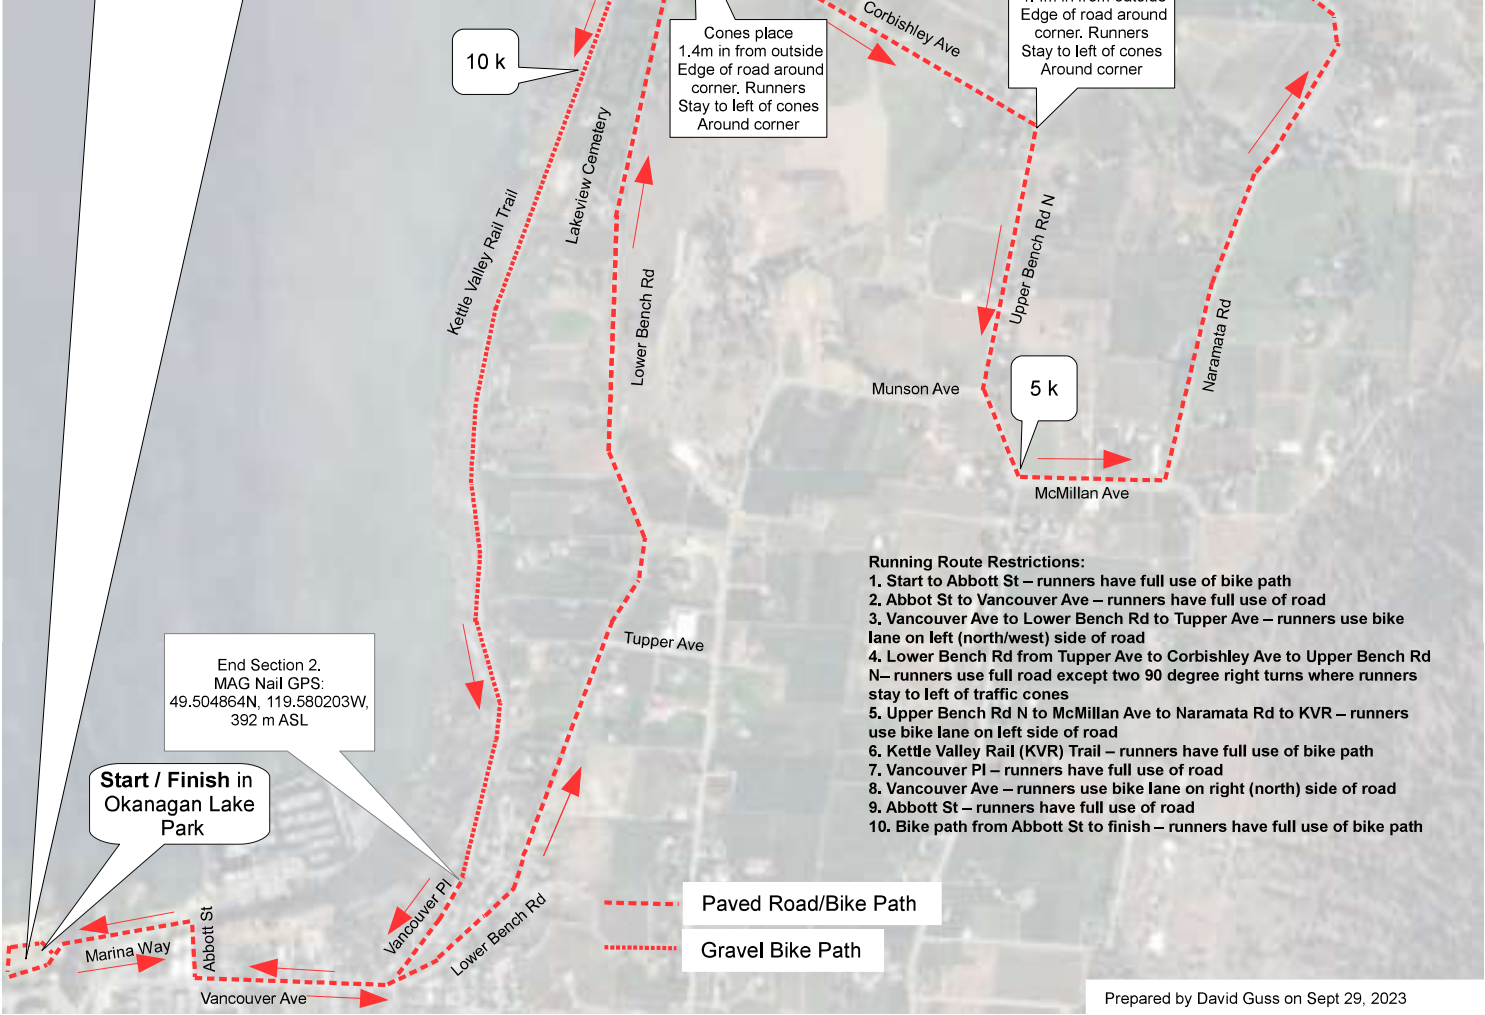 Corbishley Ave
Edge of road around
corner. Runners
Stay to left of cones
Around corner
Cones place
1.4m in from outside
Edge of road around
corner. Runners
Stay to left of cones
Around corner
10 k
Lakeview Cemetery
Kettle Valley Rail Trail
Lower Bench Rd
Upper Bench Rd N
Naramata Rd
Munson Ave
5 k
McMillan Ave
Tupper Ave
Running Route Restrictions:
1. Start to Abbott St – runners have full use of bike path
2. Abbot St to Vancouver Ave – runners have full use of road
3. Vancouver Ave to Lower Bench Rd to Tupper Ave – runners use bike
lane on left (north/west) side of road
4. Lower Bench Rd from Tupper Ave to Corbishley Ave to Upper Bench Rd
N– runners use full road except two 90 degree right turns where runners
stay to left of traffic cones
5. Upper Bench Rd N to McMillan Ave to Naramata Rd to KVR – runners
use bike lane on left side of road
6. Kettle Valley Rail (KVR) Trail – runners have full use of bike path
7. Vancouver Pl – runners have full use of road
8. Vancouver Ave – runners use bike lane on right (north) side of road
9. Abbott St – runners have full use of road
10. Bike path from Abbott St to finish – runners have full use of bike path
End Section 2.
MAG Nail GPS:
49.504864N, 119.580203W,
392 m ASL
Start / Finish in
Okanagan Lake
Park
Vancouver Pl
Lower Bench Rd
Abbott St
Marina Way
Vancouver Ave
Paved Road/Bike Path
Gravel Bike Path
Prepared by David Guss on Sept 29, 2023